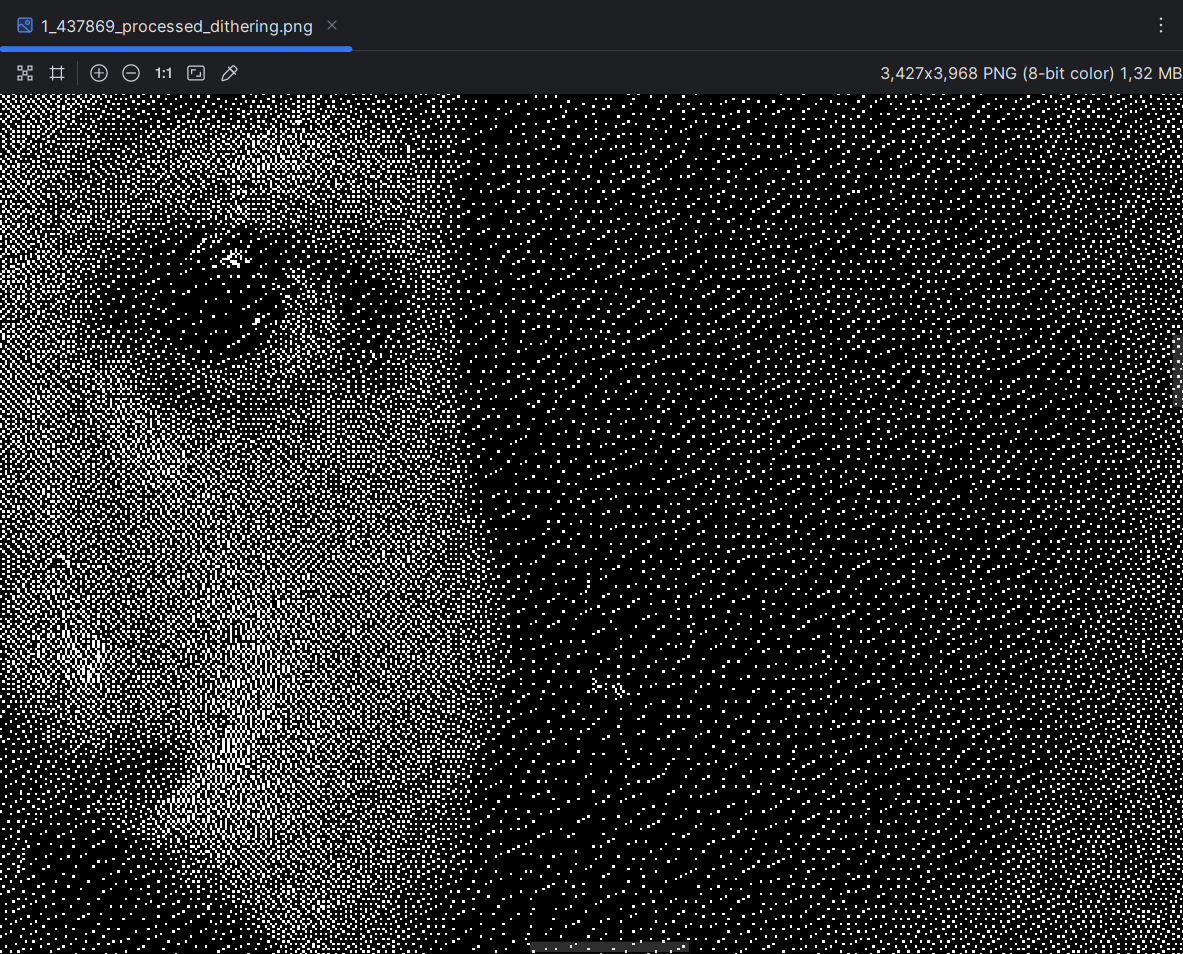 1_437869_processed_dithering.png
1:1
3,427x3,968 PNG (8-bit color) 1,32 MB